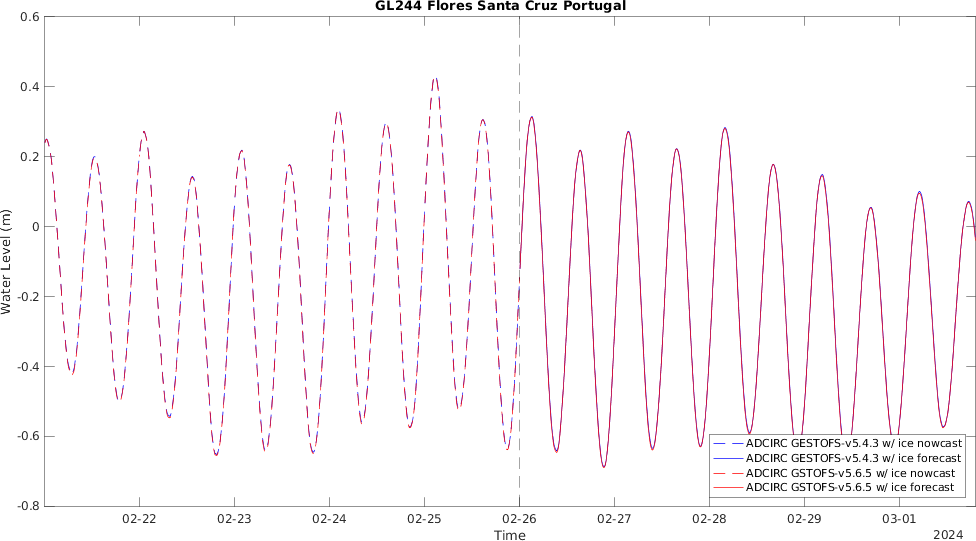 GL244 Flores Santa Cruz Portugal
0.6
0.4
0.2
0
-0.2
-0.4
-0.6
-0.8
Water Level (m)
ADCIRC GESTOFS-v5.4.3 w/ ice nowcast
ADCIRC GESTOFS-v5.4.3 w/ ice forecast
ADCIRC GSTOFS-v5.6.5 w/ ice nowcast
ADCIRC GSTOFS-v5.6.5 w/ ice forecast
02-22 02-23 02-24 02-25 02-26 02-27 02-28 02-29 03-01
Time
2024